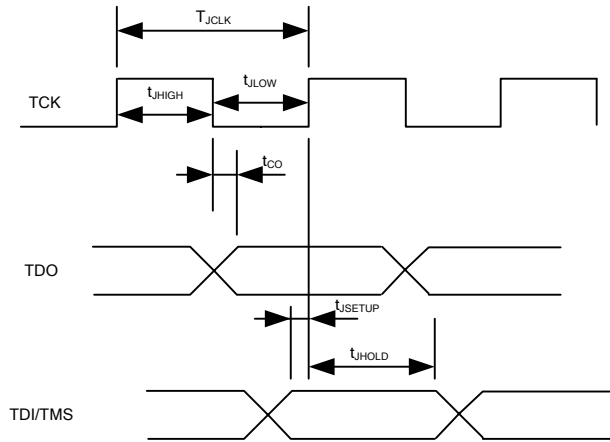 TJCLK
tJLOW
TCK
tJHIGH
tCO
TDO
tJSETUP
tJHOLD
TDI/TMS